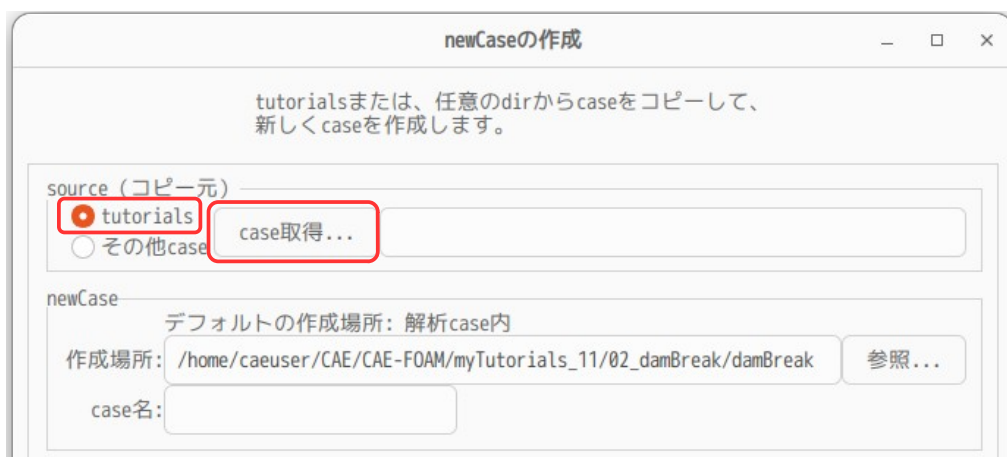 newCaseの作成
tutorialsまたは、任意のdirからcaseをコピーして、
新しくcaseを作成します。
source（コピー元）
tutorials
その他case
case取得...
newCase
デフォルトの作成場所: 解析case内
作成場所: /home/caeuser/CAE/CAE-FOAM/myTutorials_11/02_damBreak/damBreak 参照...
case名: